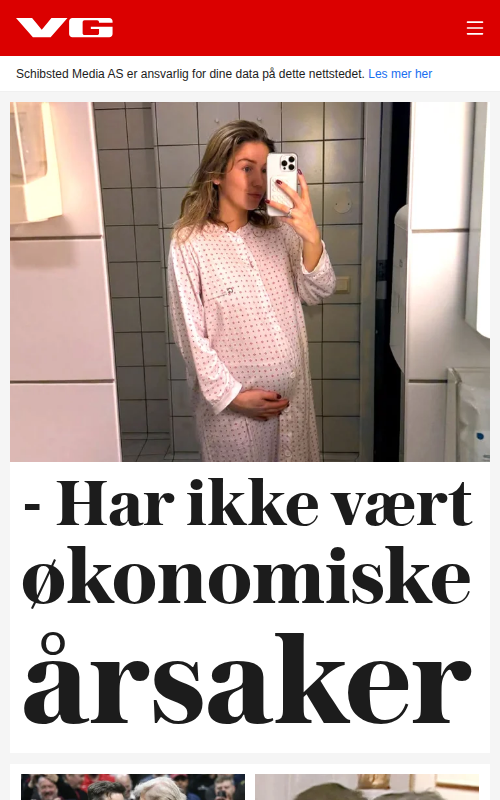 VG
Schibsted Media AS er ansvarlig for dine data på dette nettstedet. Les mer her
- Har ikke vært
økonomiske
årsaker